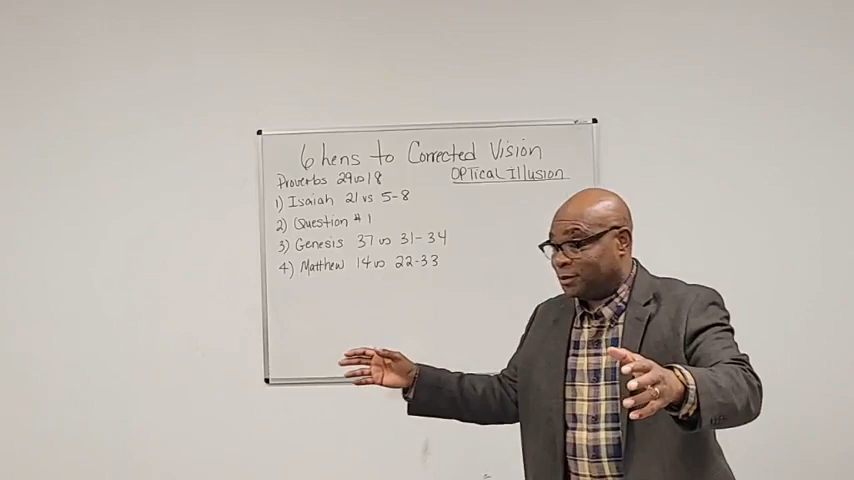 6 hens to Corrected Vision
Proverbs 29 vs 18
OPTical Illusion
1) Isaiah 21 vs 5-8
2) Question # 1
3) Genesis 37 vs 31-34
4) Matthew 14 vs 22-33